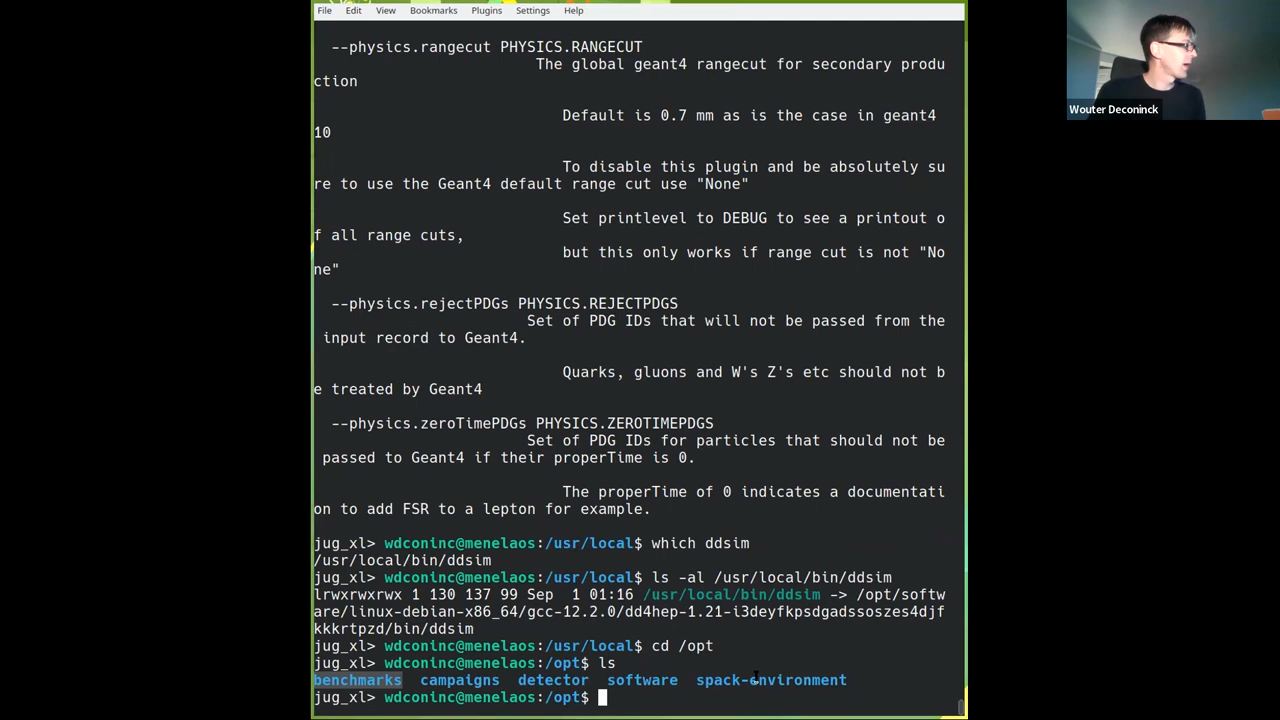 File Edit View Bookmarks Plugins Settings Help
--physics.rangecut PHYSICS.RANGECUT
The global geant4 rangecut for secondary produ
ction
Default is 0.7 mm as is the case in geant4
10
To disable this plugin and be absolutely su
re to use the Geant4 default range cut use "None"
Set printlevel to DEBUG to see a printout o
f all range cuts,
but this only works if range cut is not "No
ne"
--physics.rejectPDGs PHYSICS.REJECTPDGS
Set of PDG IDs that will not be passed from the
input record to Geant4.
Quarks, gluons and W's Z's etc should not b
e treated by Geant4
--physics.zeroTimePDGs PHYSICS.ZEROTIMEPDGS
Set of PDG IDs for particles that should not be
passed to Geant4 if their properTime is 0.
The properTime of 0 indicates a documentati
on to add FSR to a lepton for example.
jug_xl> wdconinc@menelaos:/usr/local$ which ddsim
/usr/local/bin/ddsim
jug_xl> wdconinc@menelaos:/usr/local$ ls -al /usr/local/bin/ddsim
lrwxrwxrwx 1 130 137 99 Sep  1 01:16 /usr/local/bin/ddsim -> /opt/softw
are/linux-debian-x86_64/gcc-12.2.0/dd4hep-1.21-i3deyfkpsdgadssoszes4djf
kkkrtpzd/bin/ddsim
jug_xl> wdconinc@menelaos:/usr/local$ cd /opt
jug_xl> wdconinc@menelaos:/opt$ ls
benchmarks  campaigns  detector  software  spack-environment
jug_xl> wdconinc@menelaos:/opt$
Wouter Deconinck